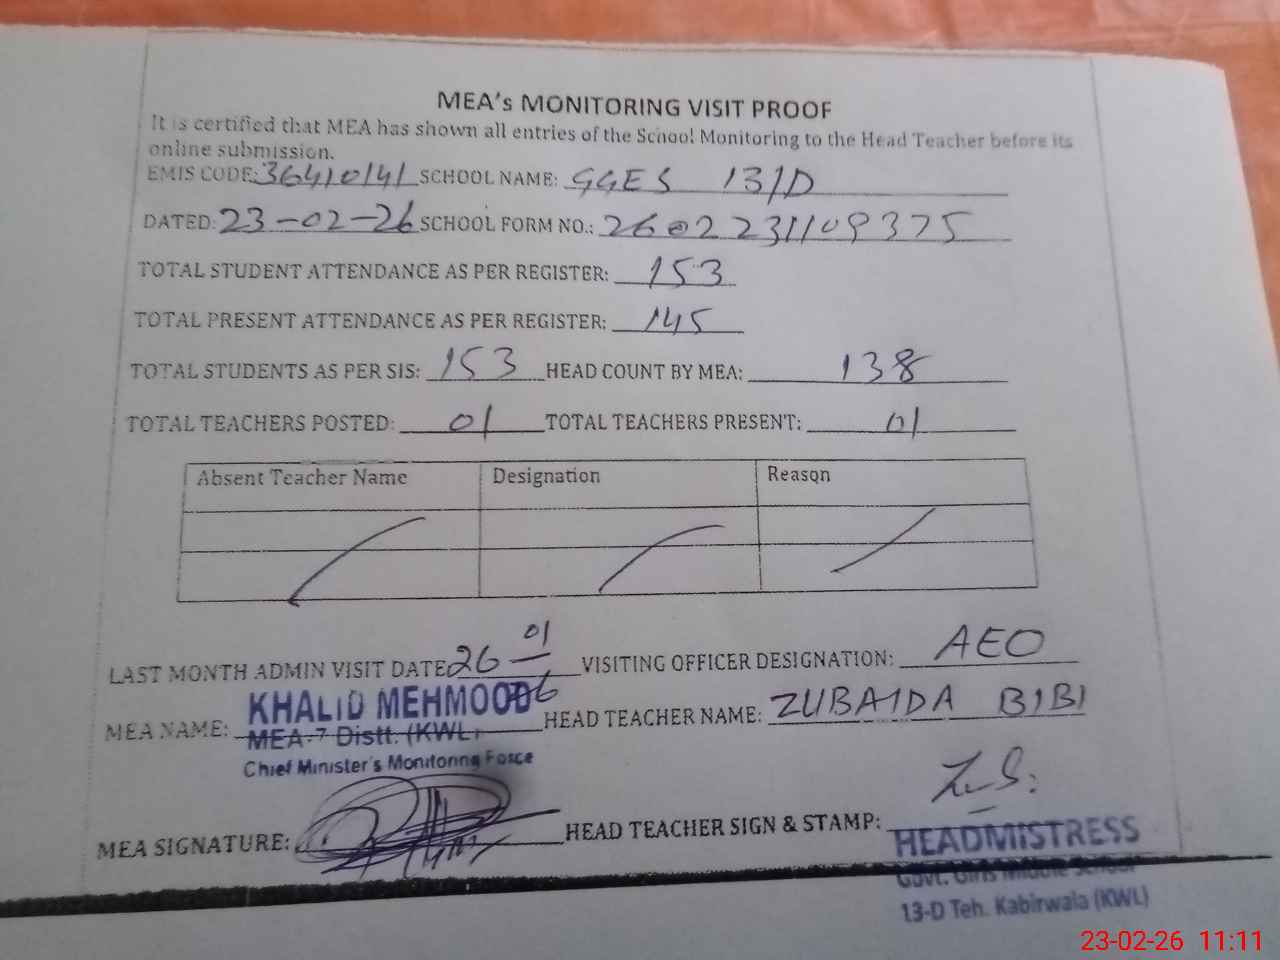 MEA's MONITORING VISIT PROOF
It is certified that MEA has shown all entries of the School Monitoring to the Head Teacher before its
online submission.
EMIS CODE: 36410141 SCHOOL NAME: GGES 13/D
DATED: 23-02-26 SCHOOL FORM NO.: 2602231109375
TOTAL STUDENT ATTENDANCE AS PER REGISTER: 153
TOTAL PRESENT ATTENDANCE AS PER REGISTER: 145
TOTAL STUDENTS AS PER SIS: 153 HEAD COUNT BY MEA: 138
TOTAL TEACHERS POSTED: 01 TOTAL TEACHERS PRESENT: 01
Absent Teacher Name Designation Reason
LAST MONTH ADMIN VISIT DATE 26-01 VISITING OFFICER DESIGNATION: AEO
MEA NAME: KHALID MEHMOOD HEAD TEACHER NAME: ZUBAIDA BIBI
MEA-7 Distt. (KWL)
Chief Minister's Monitoring Force
MEA SIGNATURE: HEAD TEACHER SIGN & STAMP:
HEADMISTRESS
Govt. Girls Middle School
13-D Teh. Kabirwala (KWL)
23-02-26 11:11